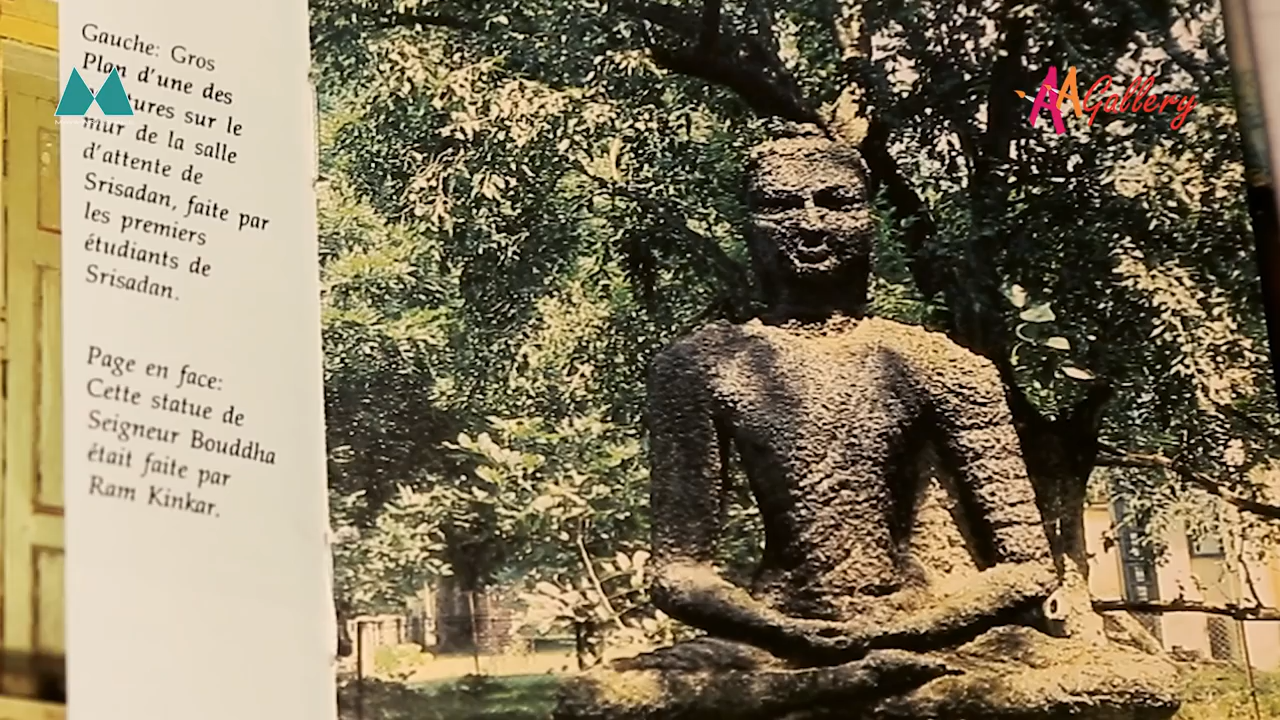 Gauche: Gros
Plan d'une des
sur le
mur de la salle
d'attente de
Srisadan, faite par
les premiers
étudiants de
Srisadan.
Page en face:
Cette statue de
Seigneur Bouddha
était faite par
Ram Kinkar.
AA Gallery